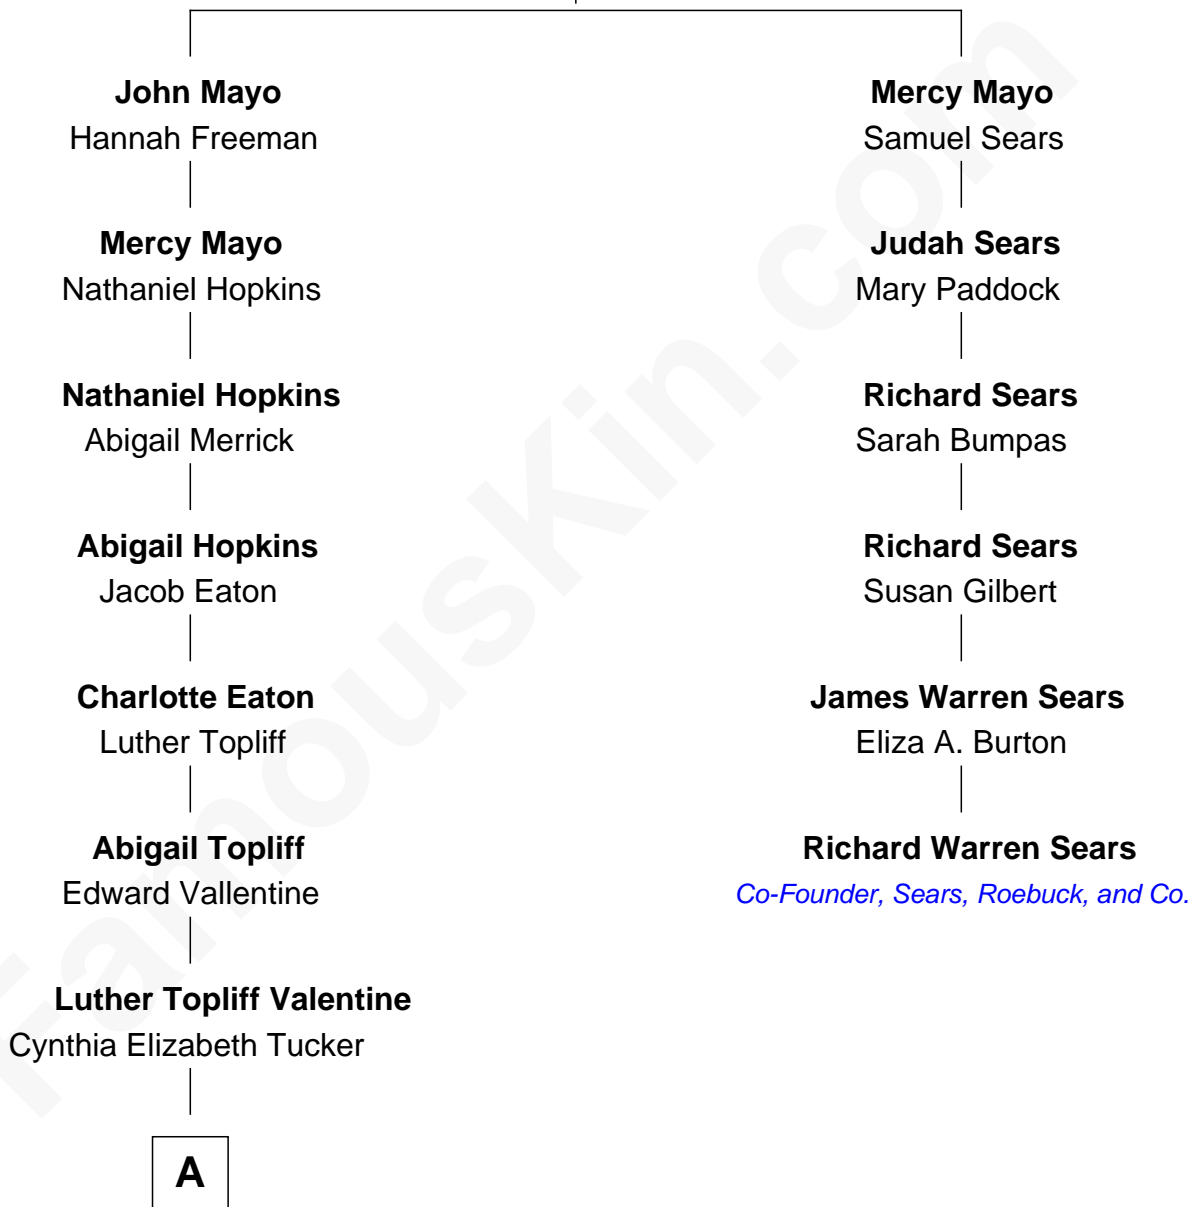 John Mayo
Hannah Freeman
Mercy Mayo
Nathaniel Hopkins
Nathaniel Hopkins
Abigail Merrick
Abigail Hopkins
Jacob Eaton
Charlotte Eaton
Luther Topliff
Abigail Topliff
Edward Vallentine
Luther Topliff Valentine
Cynthia Elizabeth Tucker
A
Mercy Mayo
Samuel Sears
Judah Sears
Mary Paddock
Richard Sears
Sarah Bumpas
Richard Sears
Susan Gilbert
James Warren Sears
Eliza A. Burton
Richard Warren Sears
Co-Founder, Sears, Roebuck, and Co.
FamousKin.com